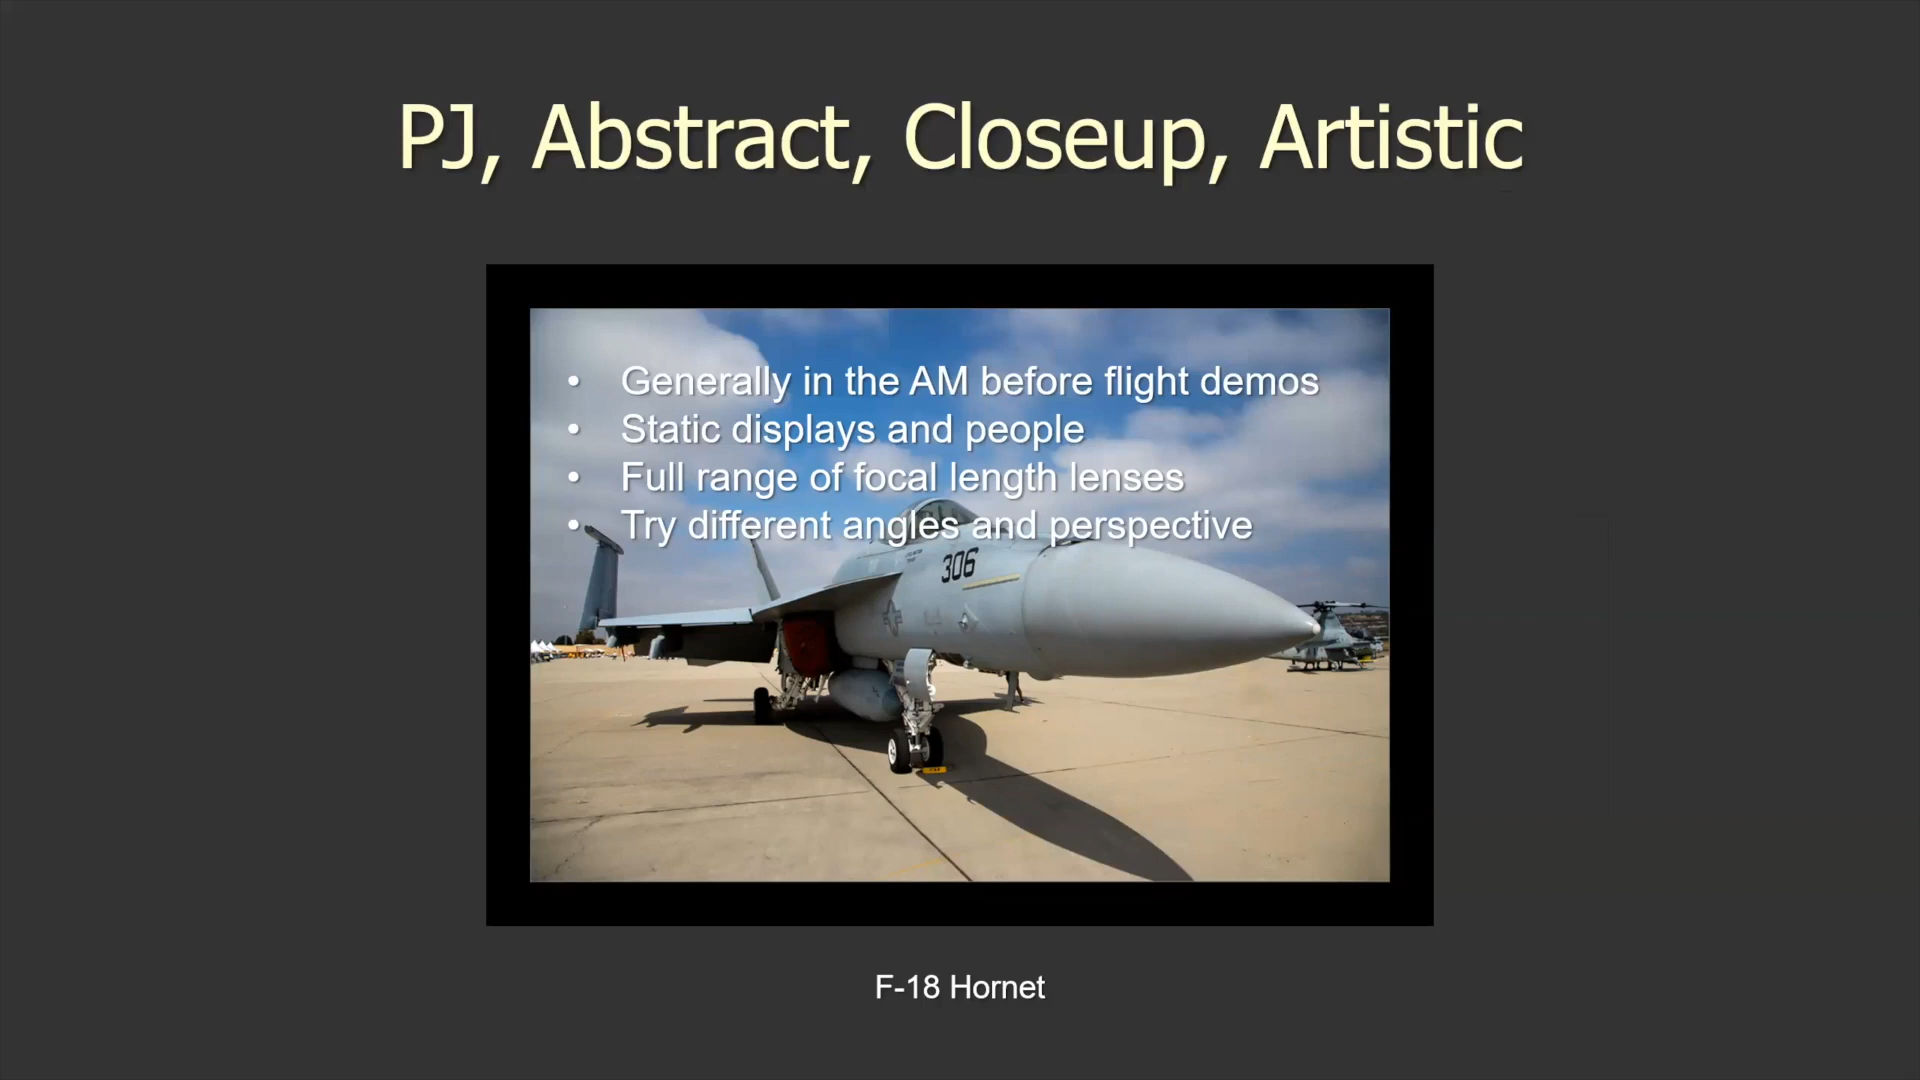 PJ, Abstract, Closeup, Artistic
• Generally in the AM before flight demos
• Static displays and people
• Full range of focal length lenses
• Try different angles and perspective
306
F-18 Hornet